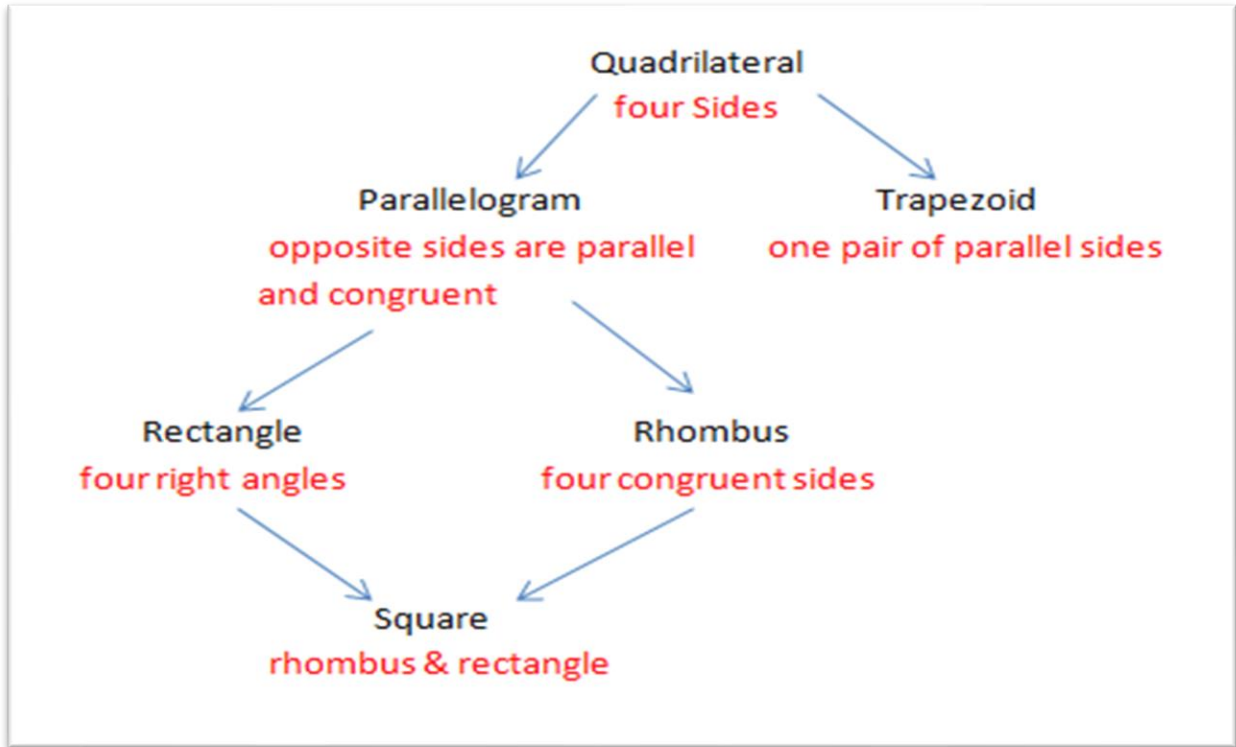 Quadrilateral
four Sides
Parallelogram
opposite sides are parallel
and congruent
Trapezoid
one pair of parallel sides
Rectangle
four right angles
Rhombus
four congruent sides
Square
rhombus & rectangle